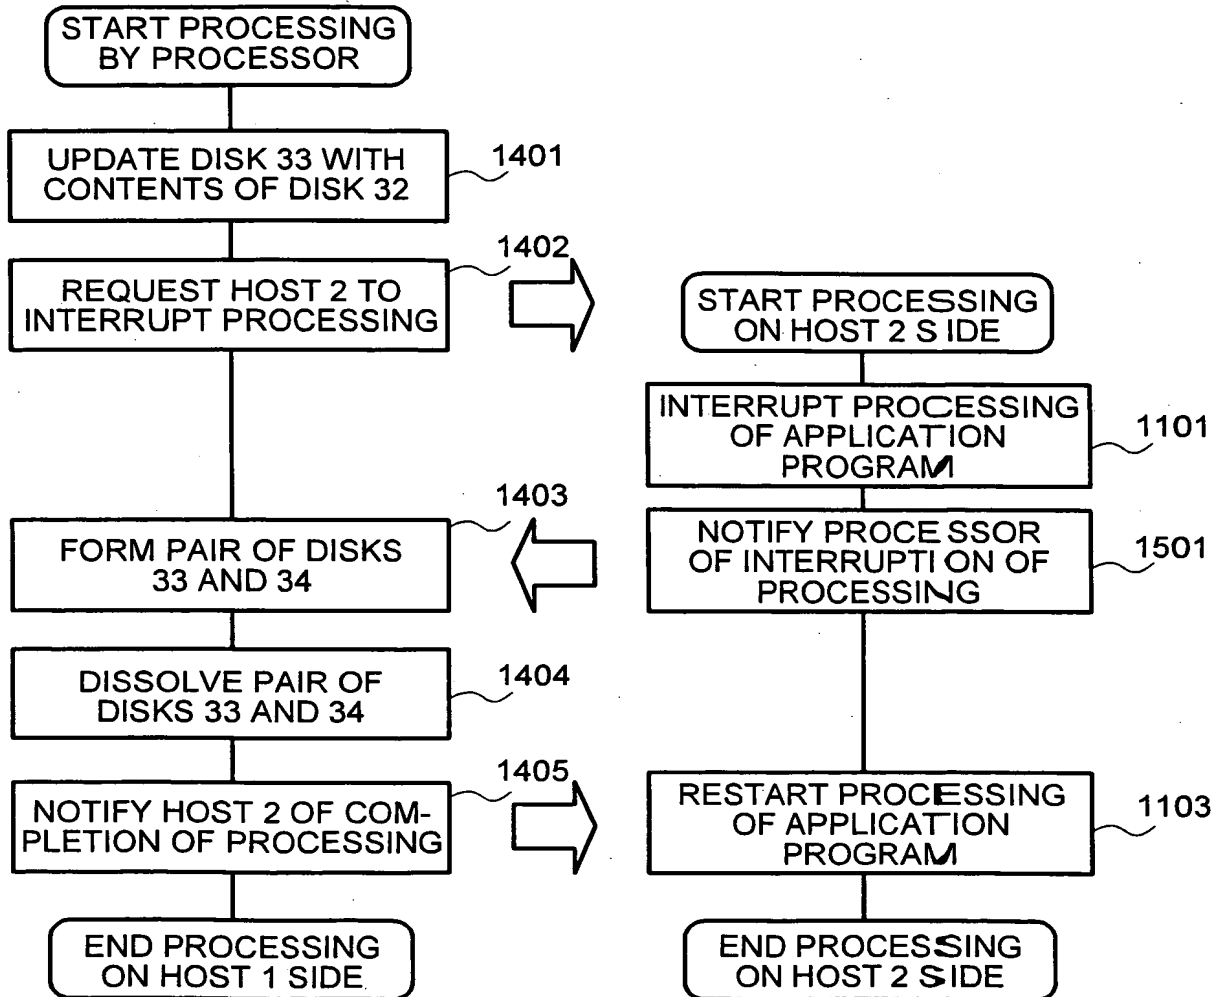 START PROCESSING
BY PROCESSOR
UPDATE DISK 33 WITH
CONTENTS OF DISK 32
1401
REQUEST HOST 2 TO
INTERRUPT PROCESSING
1402
START PROCESSING
ON HOST 2 SIDE
INTERRUPT PROCESSING
OF APPLICATION
PROGRAM
1101
NOTIFY PROCESSOR
OF INTERRUPTION OF
PROCESSING
1501
FORM PAIR OF DISKS
33 AND 34
1403
DISSOLVE PAIR OF
DISKS 33 AND 34
1404
NOTIFY HOST 2 OF COM-
PLETION OF PROCESSING
1405
RESTART PROCESSING
OF APPLICATION
PROGRAM
1103
END PROCESSING
ON HOST 1 SIDE
END PROCESSING
ON HOST 2 SIDE